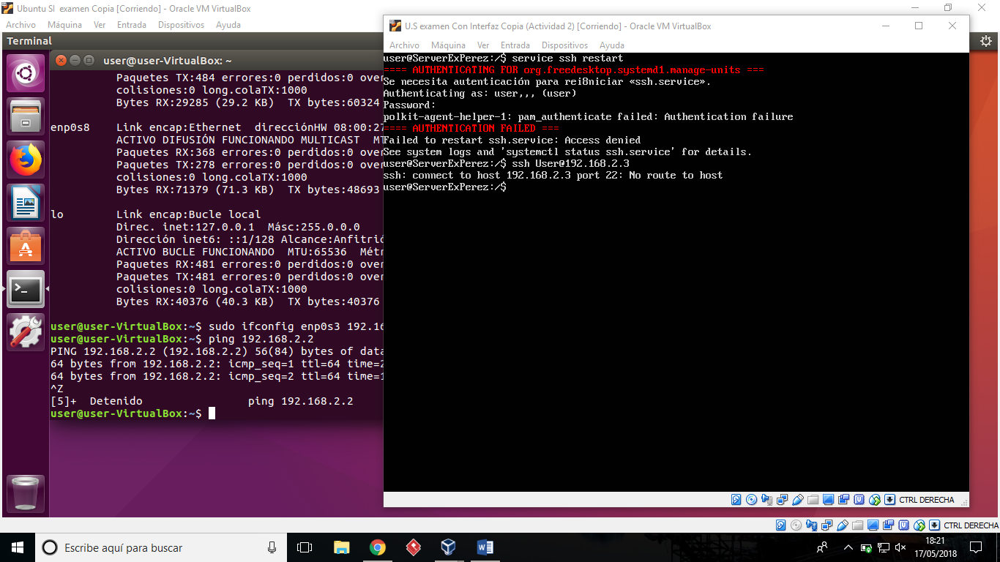 Ubuntu SI examen Copia [Corriendo] - Oracle VM VirtualBox
Archivo Máquina Ver Entrada Dispositivos Ayuda
Terminal
user@user-VirtualBox: ~
Paquetes TX:484 errores:0 perdidos:0 over
colisiones:0 long.colaTX:1000
Bytes RX:29285 (29.2 KB) TX bytes:60324
enp0s8 Link encap:Ethernet direcciónHW 08:00:27
ACTIVO DIFUSIÓN FUNCIONANDO MULTICAST MT
Paquetes RX:368 errores:0 perdidos:0 over
Paquetes TX:278 errores:0 perdidos:0 over
colisiones:0 long.colaTX:1000
Bytes RX:71379 (71.3 KB) TX bytes:48693
lo Link encap:Bucle local
Direc. inet:127.0.0.1 Másc:255.0.0.0
Dirección inet6: ::1/128 Alcance:Anfitrió
ACTIVO BUCLE FUNCIONANDO MTU:65536 Métr
Paquetes RX:481 errores:0 perdidos:0 over
Paquetes TX:481 errores:0 perdidos:0 over
colisiones:0 long.colaTX:1000
Bytes RX:40376 (40.3 KB) TX bytes:40376
user@user-VirtualBox:~$ sudo ifconfig enp0s3 192.16
user@user-VirtualBox:~$ ping 192.168.2.2
PING 192.168.2.2 (192.168.2.2) 56(84) bytes of data
64 bytes from 192.168.2.2: icmp_seq=1 ttl=64 time=2
64 bytes from 192.168.2.2: icmp_seq=2 ttl=64 time=1
^Z
[5]+ Detenido ping 192.168.2.2
user@user-VirtualBox:~$
U.S examen Con Interfaz Copia (Actividad 2) [Corriendo] - Oracle VM VirtualBox
Archivo Máquina Ver Entrada Dispositivos Ayuda
user@ServerExPerez:/$ service ssh restart
==== AUTHENTICATING FOR org.freedesktop.systemd1.manage-units ===
Se necesita autenticación para rei8niciar «ssh.service».
Authenticating as: user,,, (user)
Password:
polkit-agent-helper-1: pam_authenticate failed: Authentication failure
==== AUTHENTICATION FAILED ===
Failed to restart ssh.service: Access denied
See system logs and 'systemctl status ssh.service' for details.
user@ServerExPerez:/$ ssh User@192.168.2.3
ssh: connect to host 192.168.2.3 port 22: No route to host
user@ServerExPerez:/$
CTRL DERECHA
CTRL DERECHA
Escribe aquí para buscar
18:21
17/05/2018